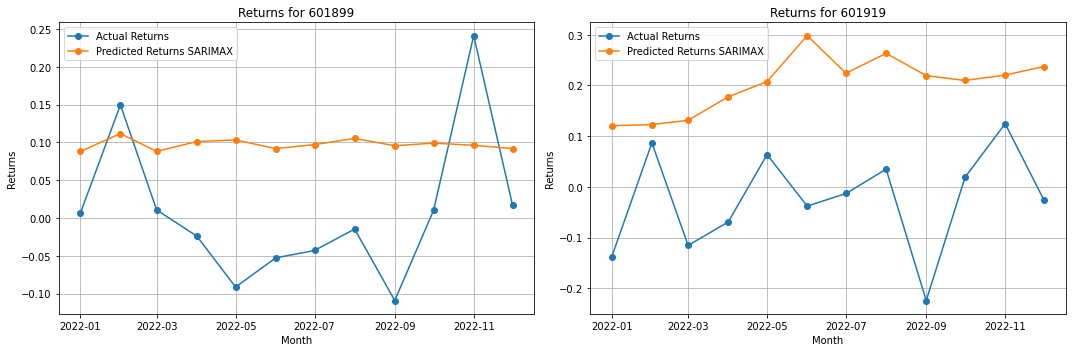 Returns for 601899
Actual Returns
Predicted Returns SARIMAX
0.25
0.20
0.15
0.10
0.05
0.00
−0.05
−0.10
Returns
2022-01 2022-03 2022-05 2022-07 2022-09 2022-11
Month
Returns for 601919
Actual Returns
Predicted Returns SARIMAX
0.3
0.2
0.1
0.0
−0.1
−0.2
Returns
2022-01 2022-03 2022-05 2022-07 2022-09 2022-11
Month